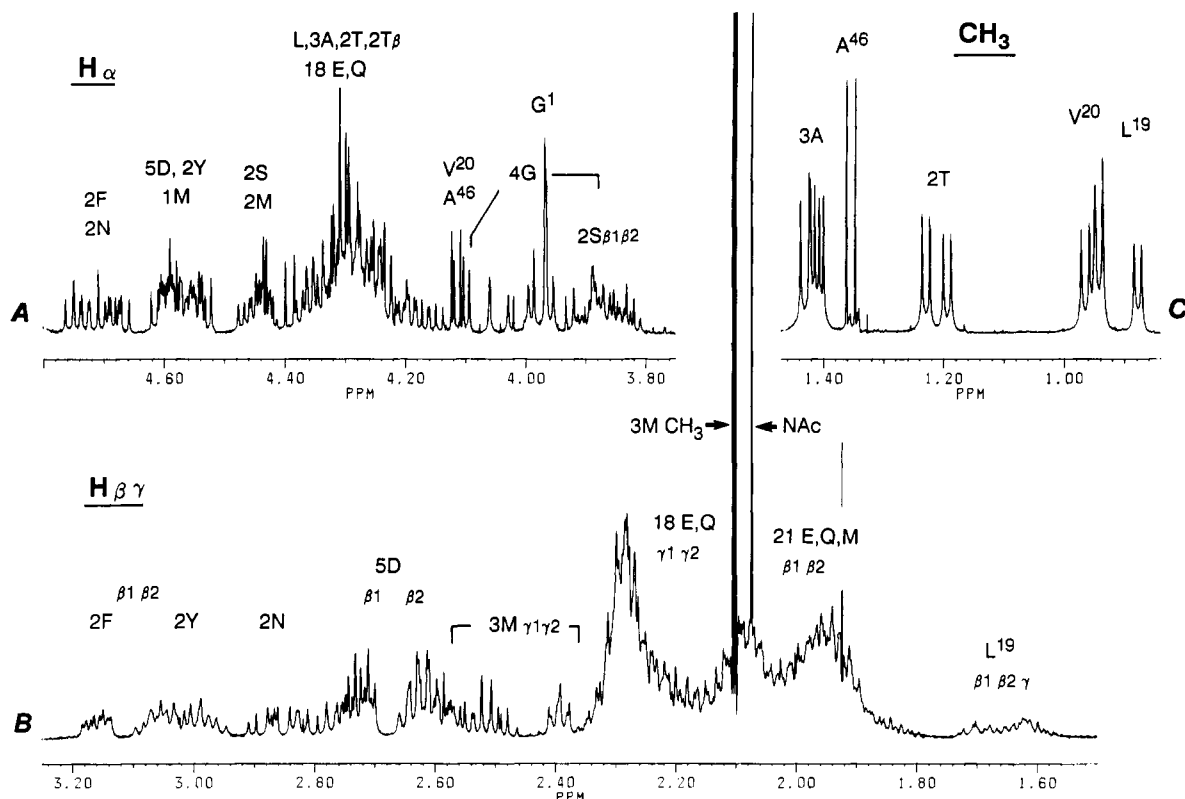 L,3A,2T,2Tβ
18 E,Q
H α
5D, 2Y
1M
2S
2M
2F
2N
V20
A46
G1
4G
2Sβ1β2
A
4.60
4.40
4.20
4.00
3.80
PPM
CH3
A46
3A
2T
V20
L19
C
1.40
1.20
1.00
PPM
3M CH3
NAc
H β γ
18 E,Q
γ1 γ2
21 E,Q,M
β1 β2
5D
β1 β2
β1 β2
2F 2Y 2N
3M γ1γ2
L19
β1 β2 γ
B
3.20
3.00
2.80
2.60
2.40
2.20
2.00
1.80
1.60
PPM